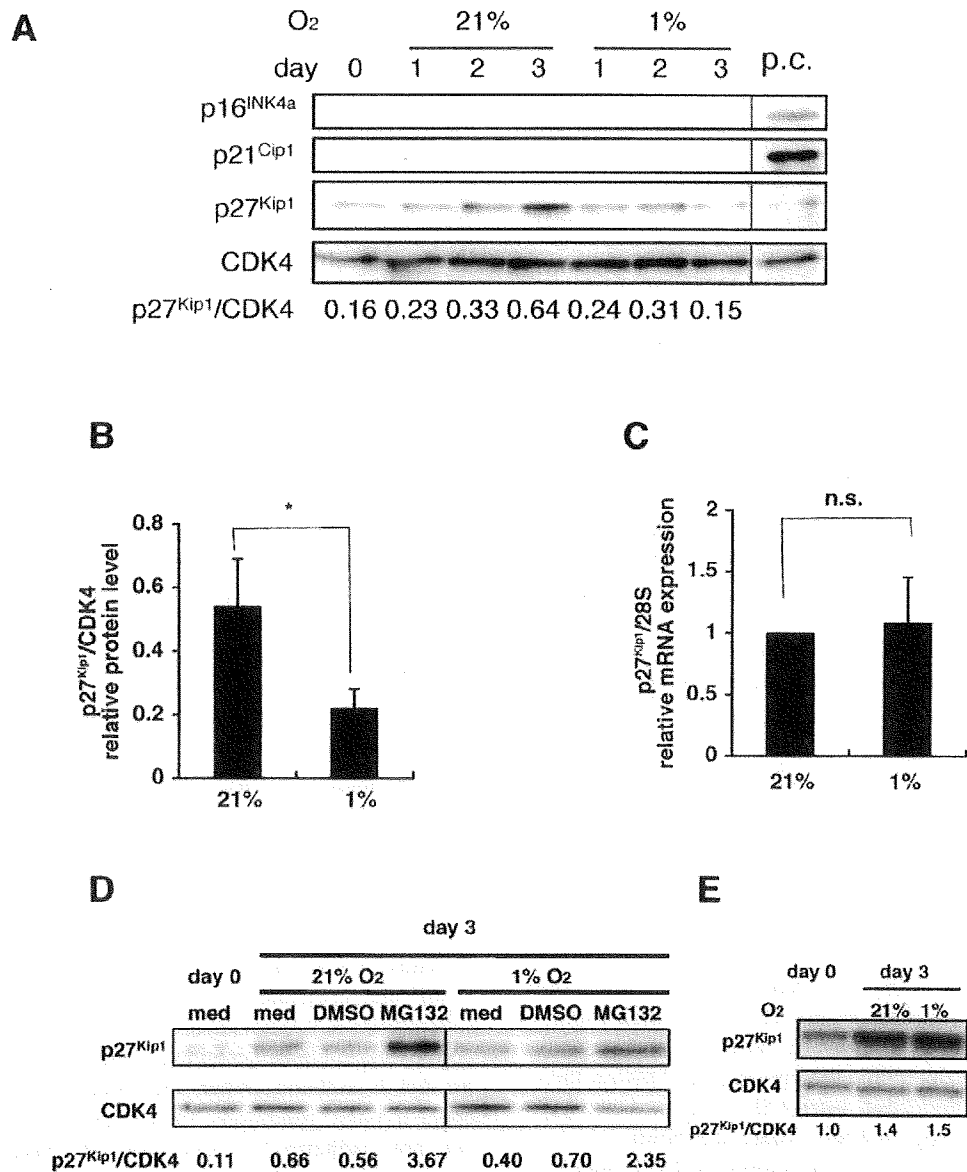 A
O2 21% 1%
day 0 1 2 3 1 2 3 p.c.
p16INK4a
p21Cip1
p27Kip1
CDK4
p27Kip1/CDK4 0.16 0.23 0.33 0.64 0.24 0.31 0.15
B
*
0.8
0.6
0.4
0.2
0
p27Kip1/CDK4
relative protein level
21% 1%
C
n.s.
2
1.5
1
0.5
0
p27Kip1/28S
relative mRNA expression
21% 1%
D
day 3
day 0 21% O2 1% O2
med med DMSO MG132 med DMSO MG132
p27Kip1
CDK4
p27Kip1/CDK4 0.11 0.66 0.56 3.67 0.40 0.70 2.35
E
day 0 day 3
O2 21% 1%
p27Kip1
CDK4
p27Kip1/CDK4 1.0 1.4 1.5